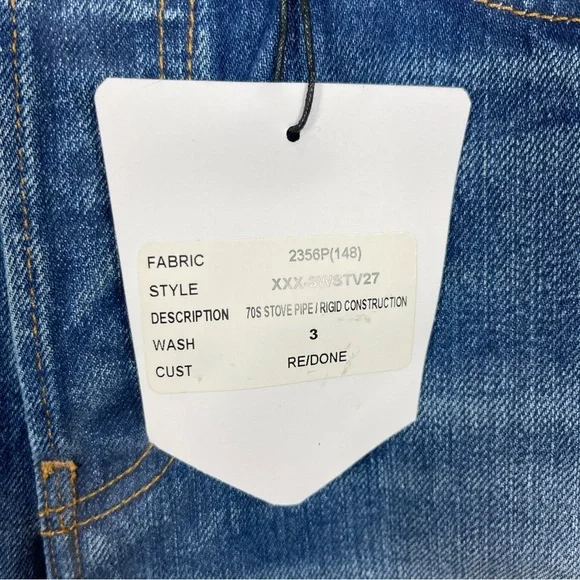 FABRIC 2356P(148)
STYLE
DESCRIPTION 70S STOVE PIPE / RIGID CONSTRUCTION
WASH 3
CUST RE/DONE